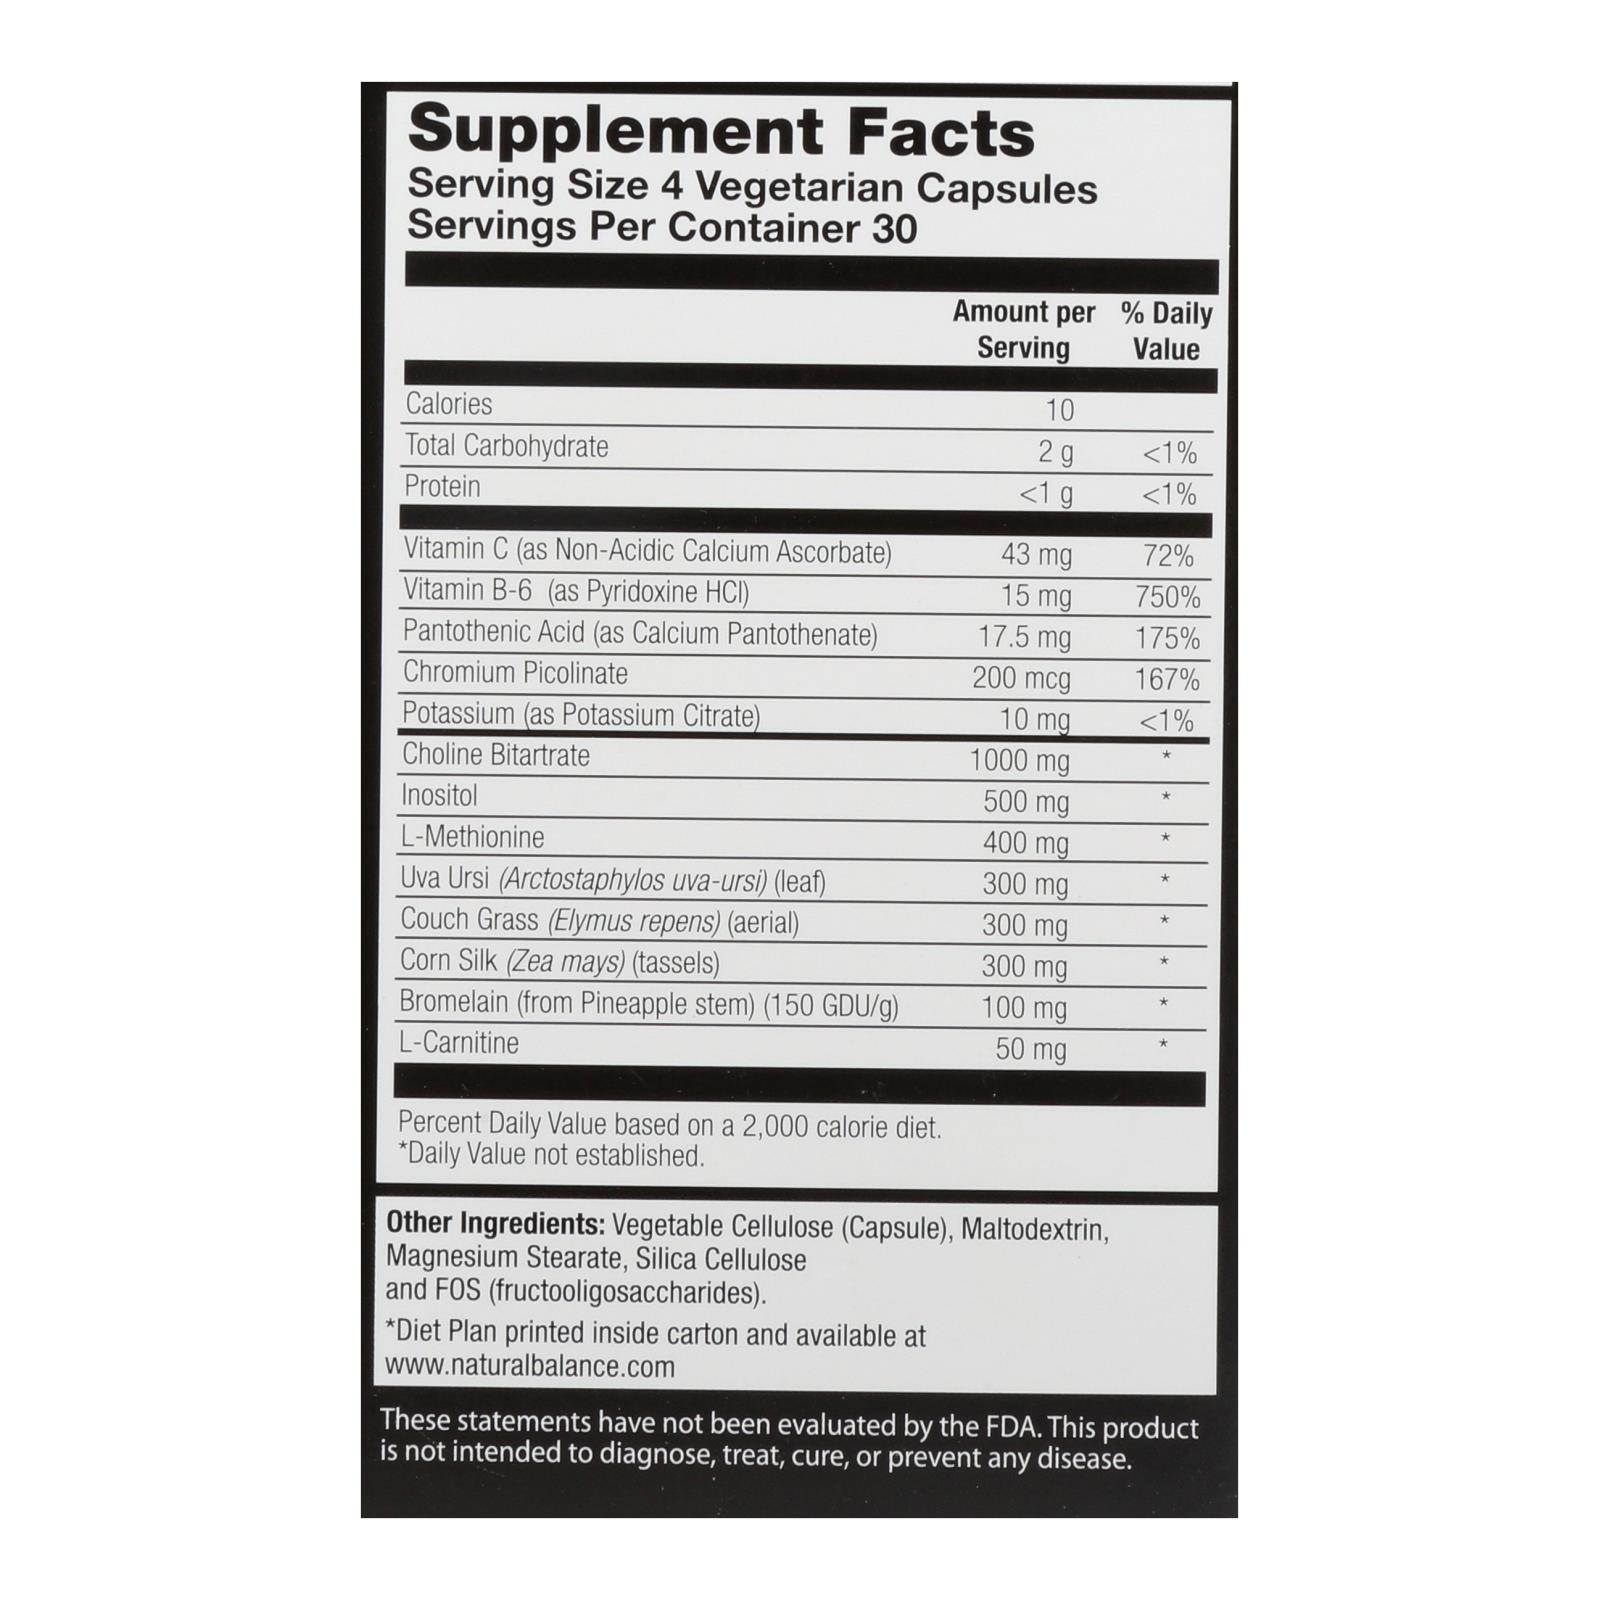 Supplement Facts
Serving Size 4 Vegetarian Capsules
Servings Per Container 30
Amount per Serving % Daily Value
Calories 10
Total Carbohydrate 2 g <1%
Protein <1 g <1%
Vitamin C (as Non-Acidic Calcium Ascorbate) 43 mg 72%
Vitamin B-6 (as Pyridoxine HCl) 15 mg 750%
Pantothenic Acid (as Calcium Pantothenate) 17.5 mg 175%
Chromium Picolinate 200 mcg 167%
Potassium (as Potassium Citrate) 10 mg <1%
Choline Bitartrate 1000 mg *
Inositol 500 mg *
L-Methionine 400 mg *
Uva Ursi (Arctostaphylos uva-ursi) (leaf) 300 mg *
Couch Grass (Elymus repens) (aerial) 300 mg *
Corn Silk (Zea mays) (tassels) 300 mg *
Bromelain (from Pineapple stem) (150 GDU/g) 100 mg *
L-Carnitine 50 mg *
Percent Daily Value based on a 2,000 calorie diet.
*Daily Value not established.
Other Ingredients: Vegetable Cellulose (Capsule), Maltodextrin,
Magnesium Stearate, Silica Cellulose
and FOS (fructooligosaccharides).
*Diet Plan printed inside carton and available at
www.naturalbalance.com
These statements have not been evaluated by the FDA. This product
is not intended to diagnose, treat, cure, or prevent any disease.